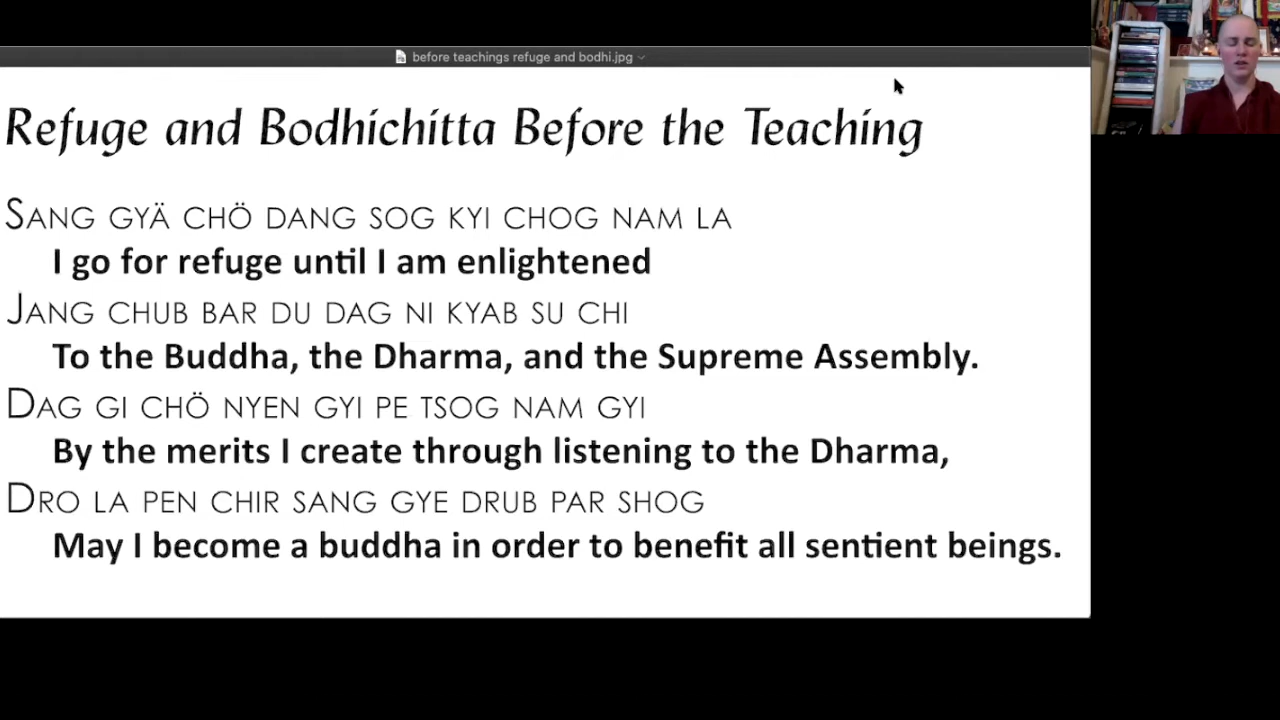 before teachings refuge and bodhi.jpg
Refuge and Bodhichitta Before the Teaching
SANG GYÄ CHÖ DANG SOG KYI CHOG NAM LA
I go for refuge until I am enlightened
JANG CHUB BAR DU DAG NI KYAB SU CHI
To the Buddha, the Dharma, and the Supreme Assembly.
DAG GI CHÖ NYEN GYI PE TSOG NAM GYI
By the merits I create through listening to the Dharma,
DRO LA PEN CHIR SANG GYE DRUB PAR SHOG
May I become a buddha in order to benefit all sentient beings.